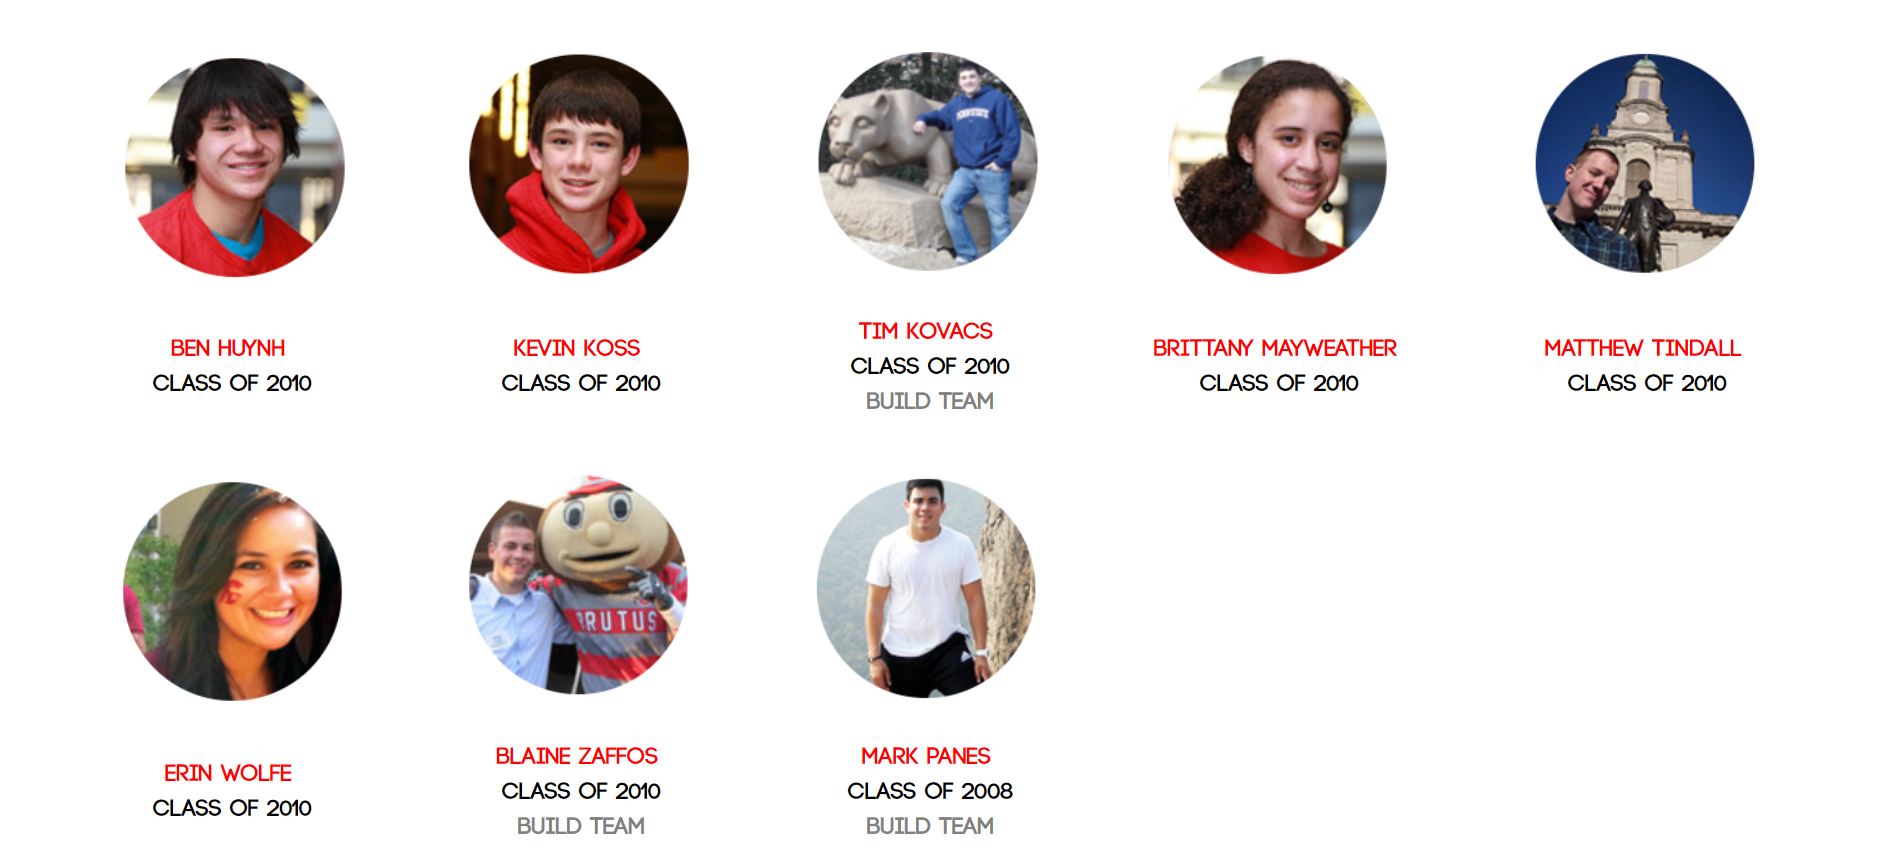 PENN STATE
BEN HUYNH
CLASS OF 2010
KEVIN KOSS
CLASS OF 2010
TIM KOVACS
CLASS OF 2010
BUILD TEAM
BRITTANY MAYWEATHER
CLASS OF 2010
MATTHEW TINDALL
CLASS OF 2010
BRUTUS
ERIN WOLFE
CLASS OF 2010
BLAINE ZAFFOS
CLASS OF 2010
BUILD TEAM
MARK PANES
CLASS OF 2008
BUILD TEAM